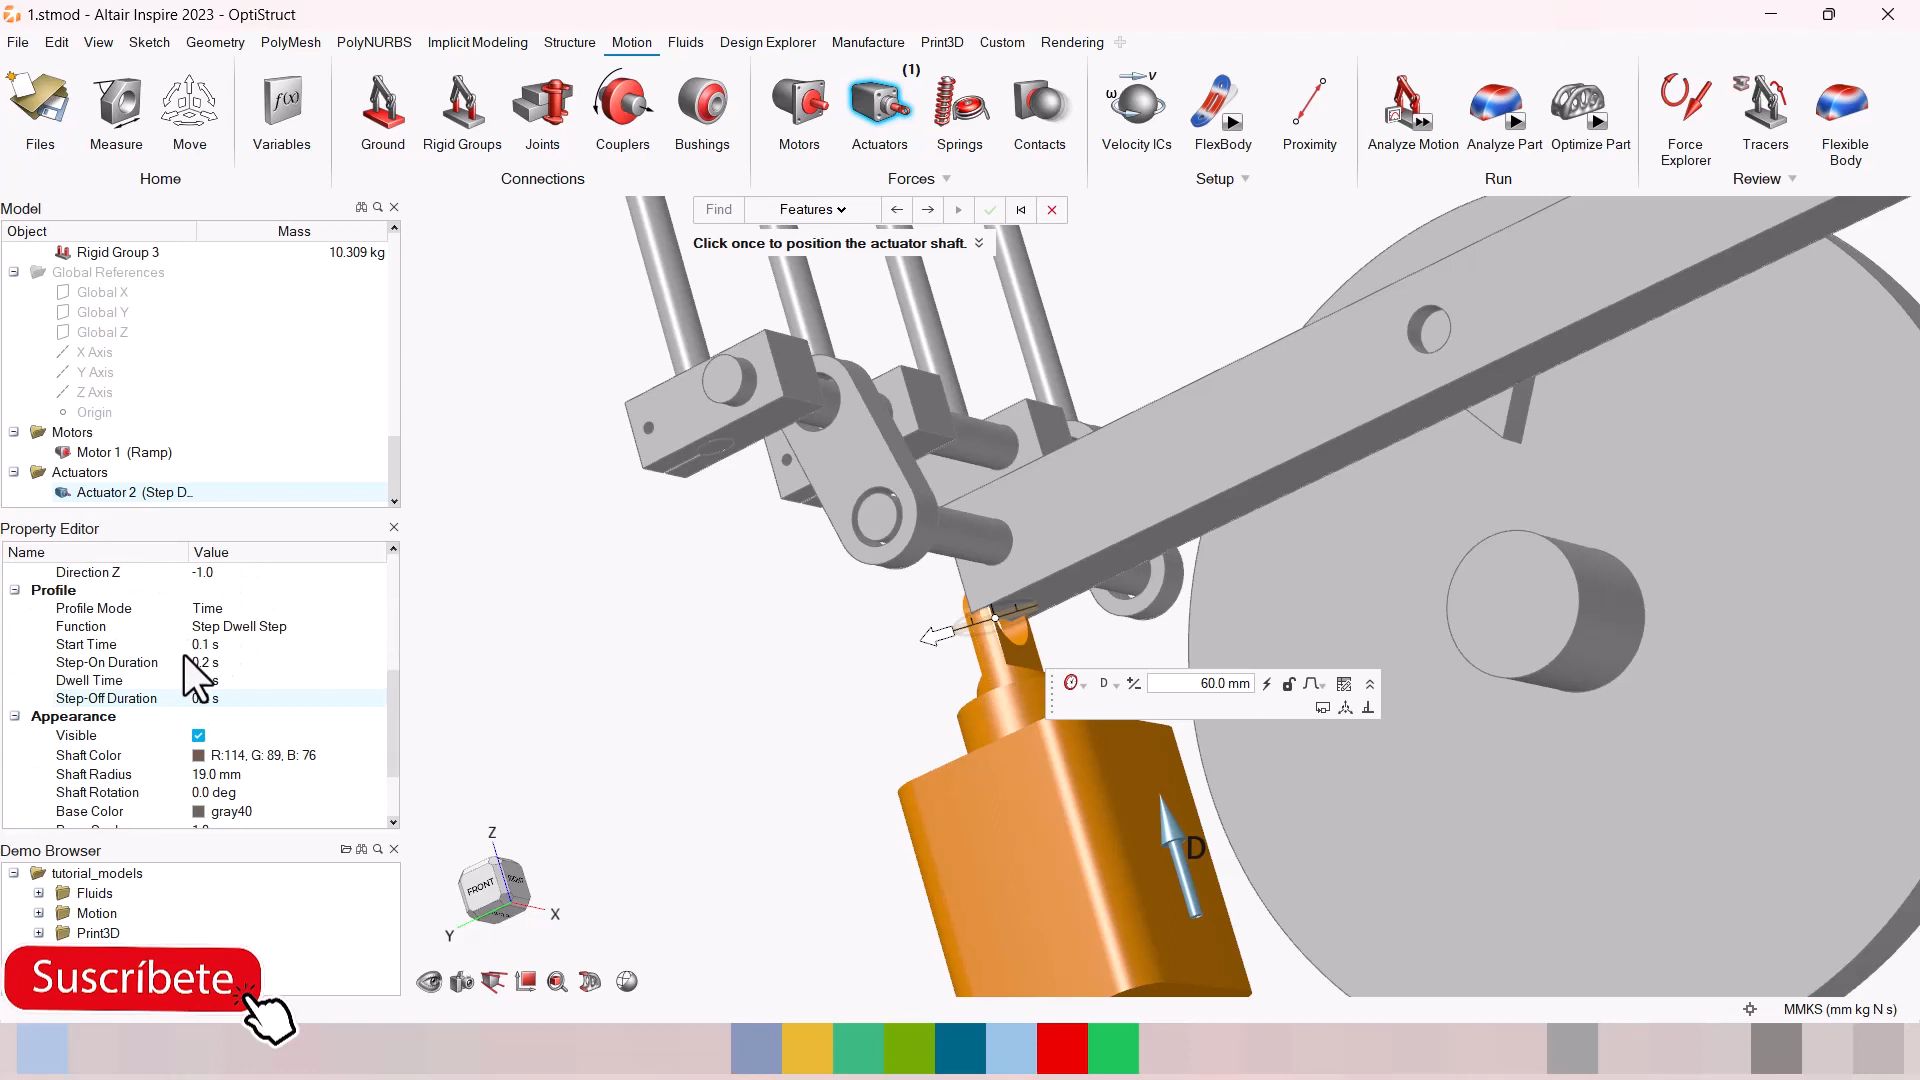 1.stmod - Altair Inspire 2023 - OptiStruct
File Edit View Sketch Geometry PolyMesh PolyNURBS Implicit Modeling Structure Motion Fluids Design Explorer Manufacture Print3D Custom Rendering
(1)
f(x)
v
ω
Files Measure Move Variables Ground Rigid Groups Joints Couplers Bushings Motors Actuators Springs Contacts Velocity ICs FlexBody Proximity Analyze Motion Analyze Part Optimize Part Force Explorer Tracers Flexible Body
Home Connections Forces Setup Run Review
Model
Object Mass
Rigid Group 3 10.309 kg
Global References
Global X
Global Y
Global Z
X Axis
Y Axis
Z Axis
Origin
Motors
Motor 1 (Ramp)
Actuators
Actuator 2 (Step D...
Find Features
Click once to position the actuator shaft.
Property Editor
Name Value
Direction Z -1.0
Profile
Profile Mode Time
Function Step Dwell Step
Start Time 0.1 s
Step-On Duration 0.2 s
Dwell Time s
Step-Off Duration s
Appearance
Visible
Shaft Color R:114, G: 89, B: 76
Shaft Radius 19.0 mm
Shaft Rotation 0.0 deg
Base Color gray40
D 60.0 mm
D
Z
FRONT
X
Y
Demo Browser
tutorial_models
Fluids
Motion
Print3D
Suscríbete
MMKS (mm kg N s)